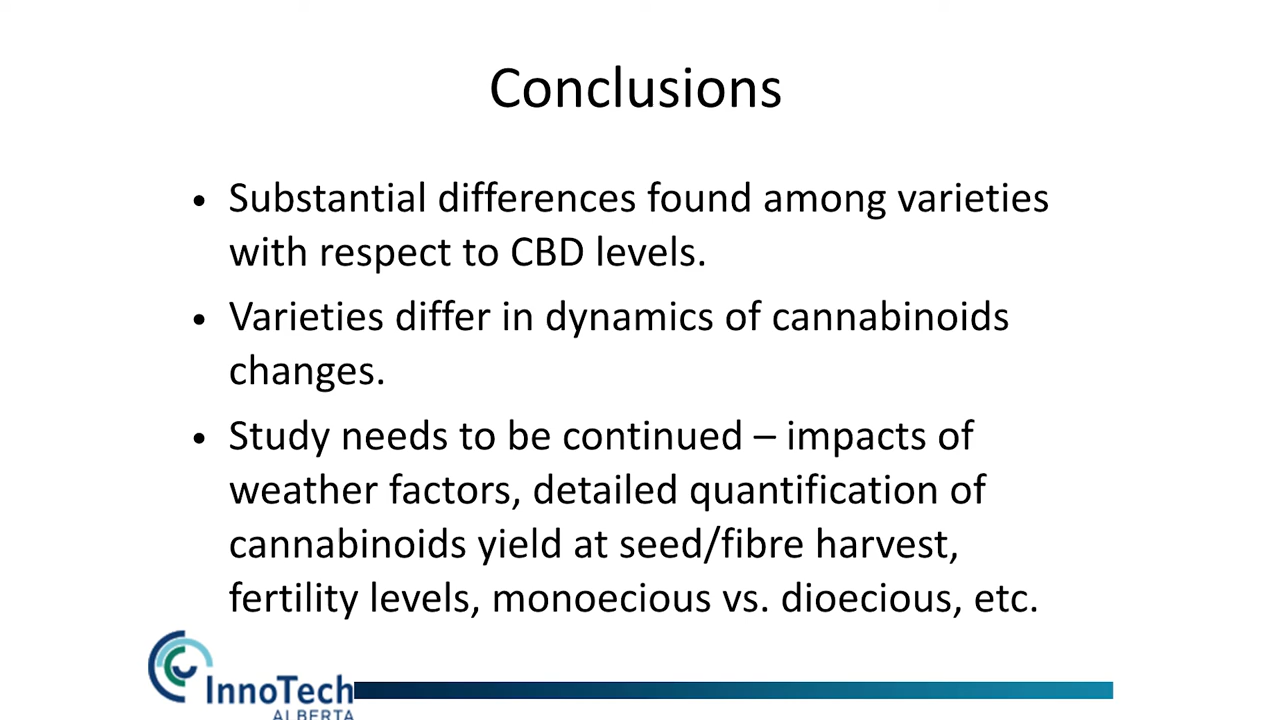 Conclusions
• Substantial differences found among varieties
with respect to CBD levels.
• Varieties differ in dynamics of cannabinoids
changes.
• Study needs to be continued – impacts of
weather factors, detailed quantification of
cannabinoids yield at seed/fibre harvest,
fertility levels, monoecious vs. dioecious, etc.
InnoTech
ALBERTA